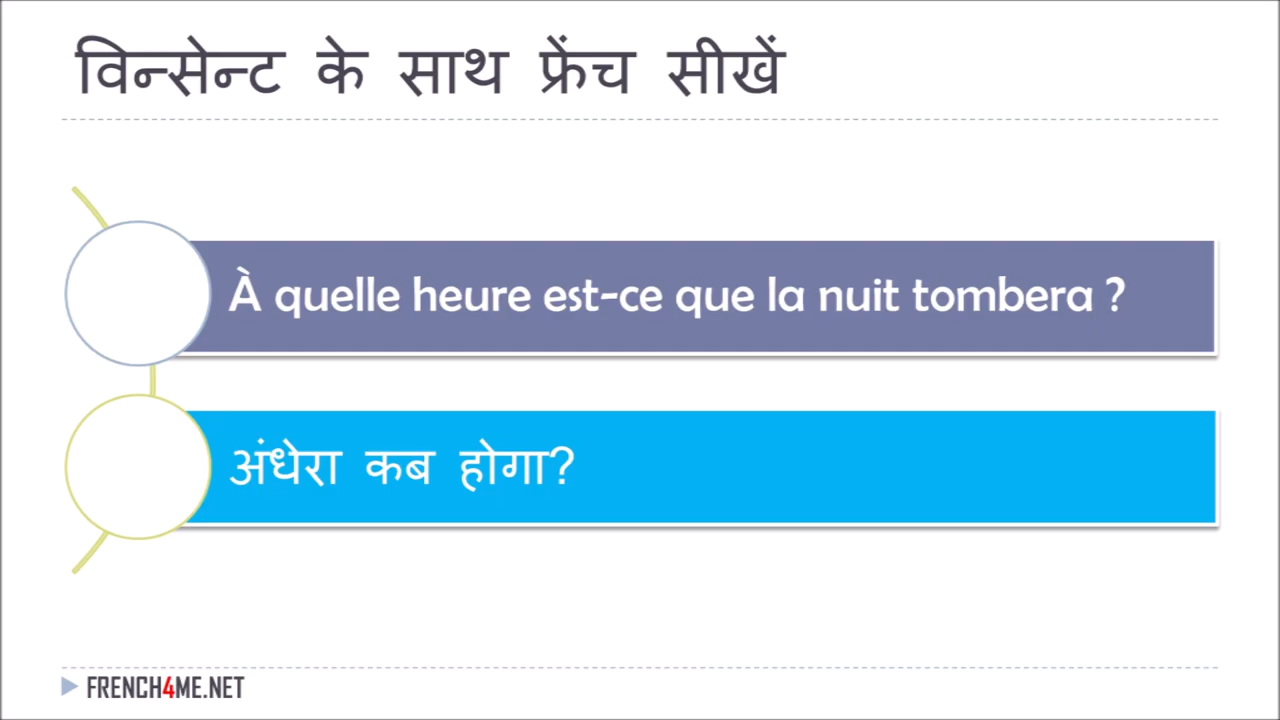 विन्सेन्ट के साथ फ्रेंच सीखें
À quelle heure est-ce que la nuit tombera ?
अंधेरा कब होगा?
FRENCH4ME.NET